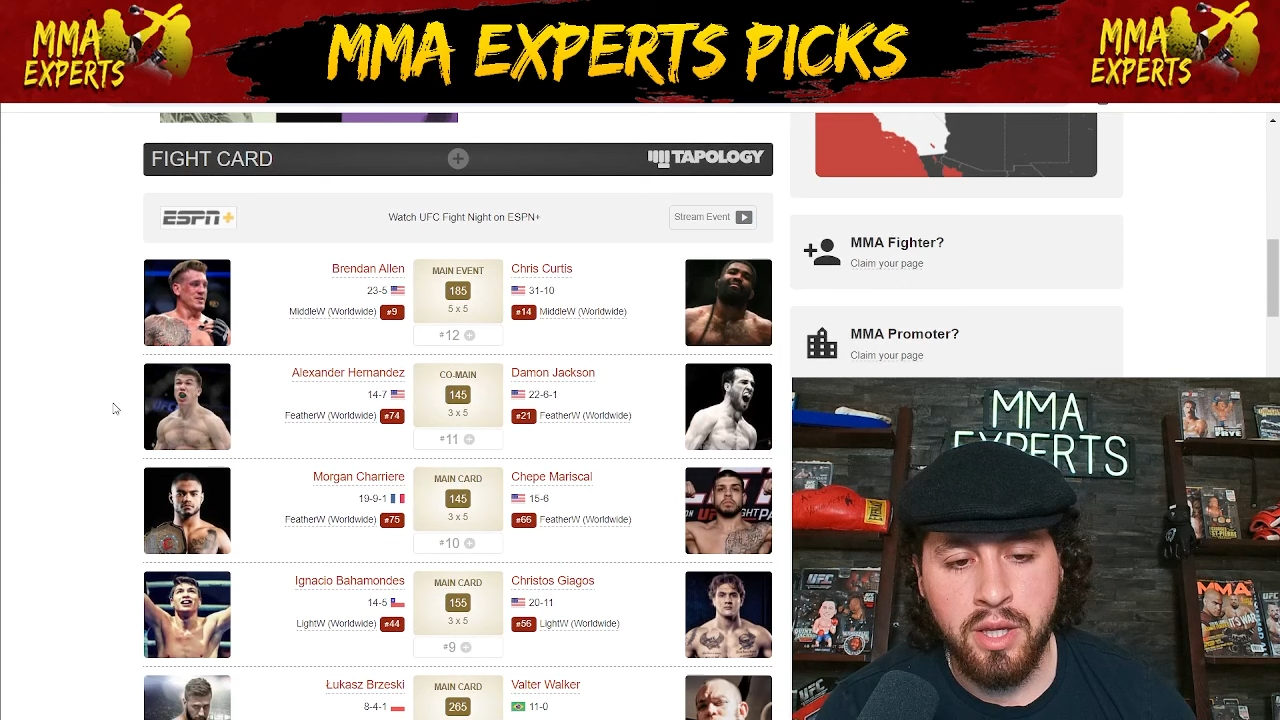 MMA
EXPERTS
MMA EXPERTS PICKS
MMA
EXPERTS
FIGHT CARD
TAPOLOGY
ESPN+
Watch UFC Fight Night on ESPN+
Stream Event
Brendan Allen
23-5
MiddleW (Worldwide) #9
MAIN EVENT
185
5 x 5
#12
Chris Curtis
31-10
#14 MiddleW (Worldwide)
Alexander Hernandez
14-7
FeatherW (Worldwide) #74
CO-MAIN
145
3 x 5
#11
Damon Jackson
22-6-1
#21 FeatherW (Worldwide)
Morgan Charriere
19-9-1
FeatherW (Worldwide) #75
MAIN CARD
145
3 x 5
#10
Chepe Mariscal
15-6
#66 FeatherW (Worldwide)
Ignacio Bahamondes
14-5
LightW (Worldwide) #44
MAIN CARD
155
3 x 5
#9
Christos Giagos
20-11
#56 LightW (Worldwide)
Łukasz Brzeski
8-4-1
MAIN CARD
265
Valter Walker
11-0
MMA Fighter?
Claim your page
MMA Promoter?
Claim your page
MMA
EXPERTS
UFC
MMA
IT'S WAR
UFC
UFC